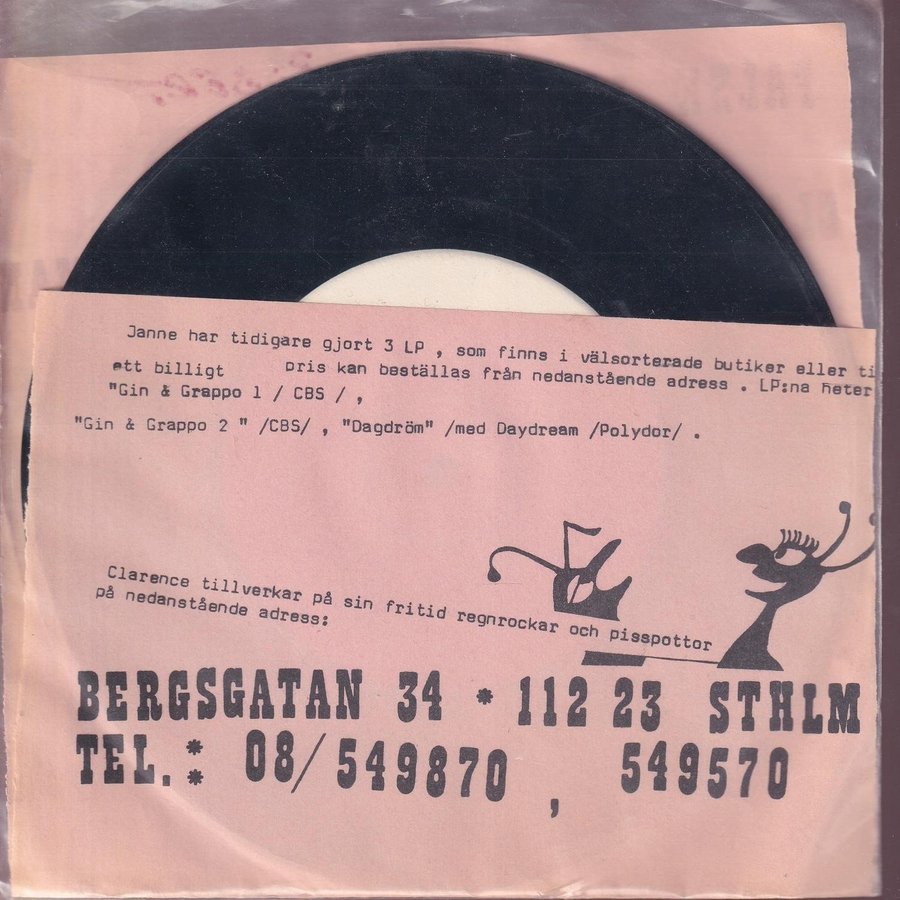 Janne har tidigare gjort 3 LP , som finns i välsorterade butiker eller ti
ett billigt pris kan beställas från nedanstående adress . LP:na heter
"Gin & Grappo 1 / CBS / ,
"Gin & Grappo 2 " /CBS/ , "Dagdröm" /med Daydream /Polydor/ .
Clarence tillverkar på sin fritid regnrockar och pisspottor
på nedanstående adress:
BERGSGATAN 34 * 112 23 STHLM
TEL.: 08/549870 , 549570